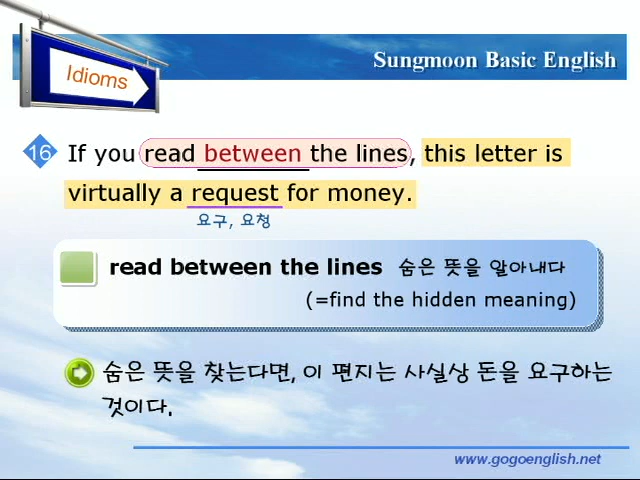 Idioms
Sungmoon Basic English
16 If you read between the lines, this letter is
virtually a request for money.
요구, 요청
read between the lines 숨은 뜻을 알아내다
(=find the hidden meaning)
숨은 뜻을 찾는다면, 이 편지는 사실상 돈을 요구하는
것이다.
www.gogoenglish.net